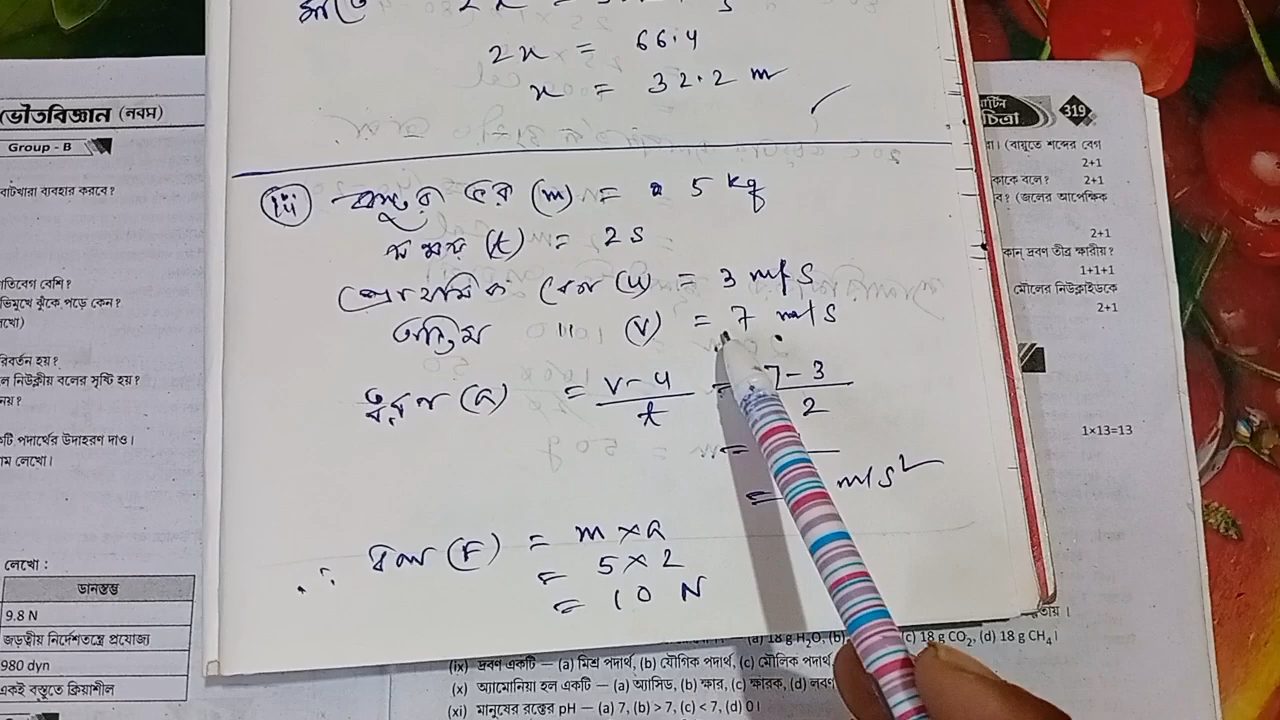 2x = 66.4
x = 32.2 m
(iii) বস্তুর ভর (m) = 5 kg
সময় (t) = 2 s
প্রাথমিক বেগ (u) = 3 m/s
অন্তিম 〃 (v) = 7 m/s
ত্বরণ (a) = v-u/t = 7-3/2
=
= m/s²
∴ বল (F) = m×a
= 5×2
= 10 N
ভৌতবিজ্ঞান (নবম)
Group - B
বাটখারা ব্যবহার করবে?
গতিবেগ বেশি?
ভিমুখে ঝুঁকে পড়ে কেন?
খো)
রিবর্তন হয়?
ল নিউক্লীয় বলের সৃষ্টি হয়?
নয়?
কটি পদার্থের উদাহরণ দাও।
াম লেখো।
লেখো :
ডানস্তম্ভ
9.8 N
জড়ত্বীয় নির্দেশতন্ত্রে প্রযোজ্য
980 dyn
একই বস্তুতে ক্রিয়াশীল
319
রা। (বায়ুতে শব্দের বেগ
2+1
কাকে বলে? 2+1
ব? (জলের আপেক্ষিক
2+1
কোন্ দ্রবণ তীব্র ক্ষারীয়?
1+1+1
মৌলের নিউক্লাইডকে
2+1
1×13=13
(a) 18 g H₂O, (b) (c) 18 g CO₂, (d) 18 g CH₄।
(ix) দ্রবণ একটি — (a) মিশ্র পদার্থ, (b) যৌগিক পদার্থ, (c) মৌলিক পদার্থ
(x) অ্যামোনিয়া হল একটি — (a) অ্যাসিড, (b) ক্ষার, (c) ক্ষারক, (d) লবণ
(xi) মানুষের রক্তের pH — (a) 7, (b) > 7, (c) < 7, (d) 0।